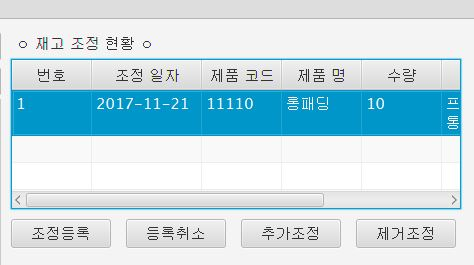 ㅇ 재고 조정 현황 ㅇ
번호 조정 일자 제품 코드 제품 명 수량
1 2017-11-21 11110 롱패딩 10 프
통
조정등록 등록취소 추가조정 제거조정